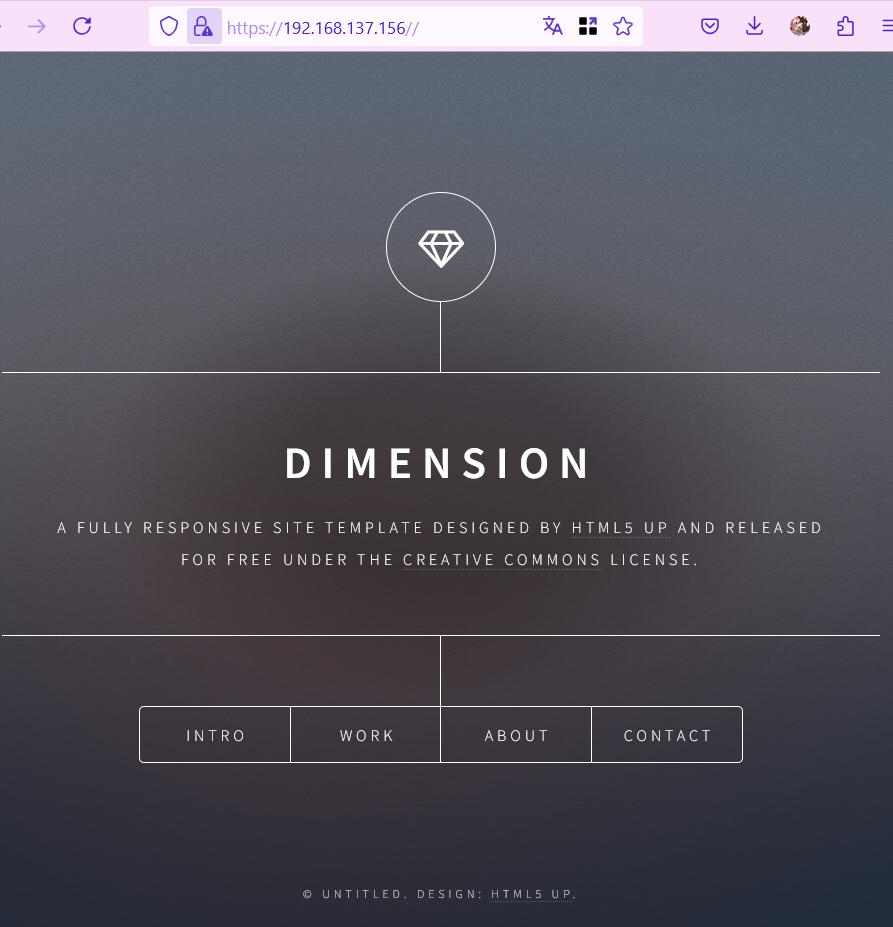 https://192.168.137.156//
DIMENSION
A FULLY RESPONSIVE SITE TEMPLATE DESIGNED BY HTML5 UP AND RELEASED
FOR FREE UNDER THE CREATIVE COMMONS LICENSE.
INTRO
WORK
ABOUT
CONTACT
© UNTITLED. DESIGN: HTML5 UP.